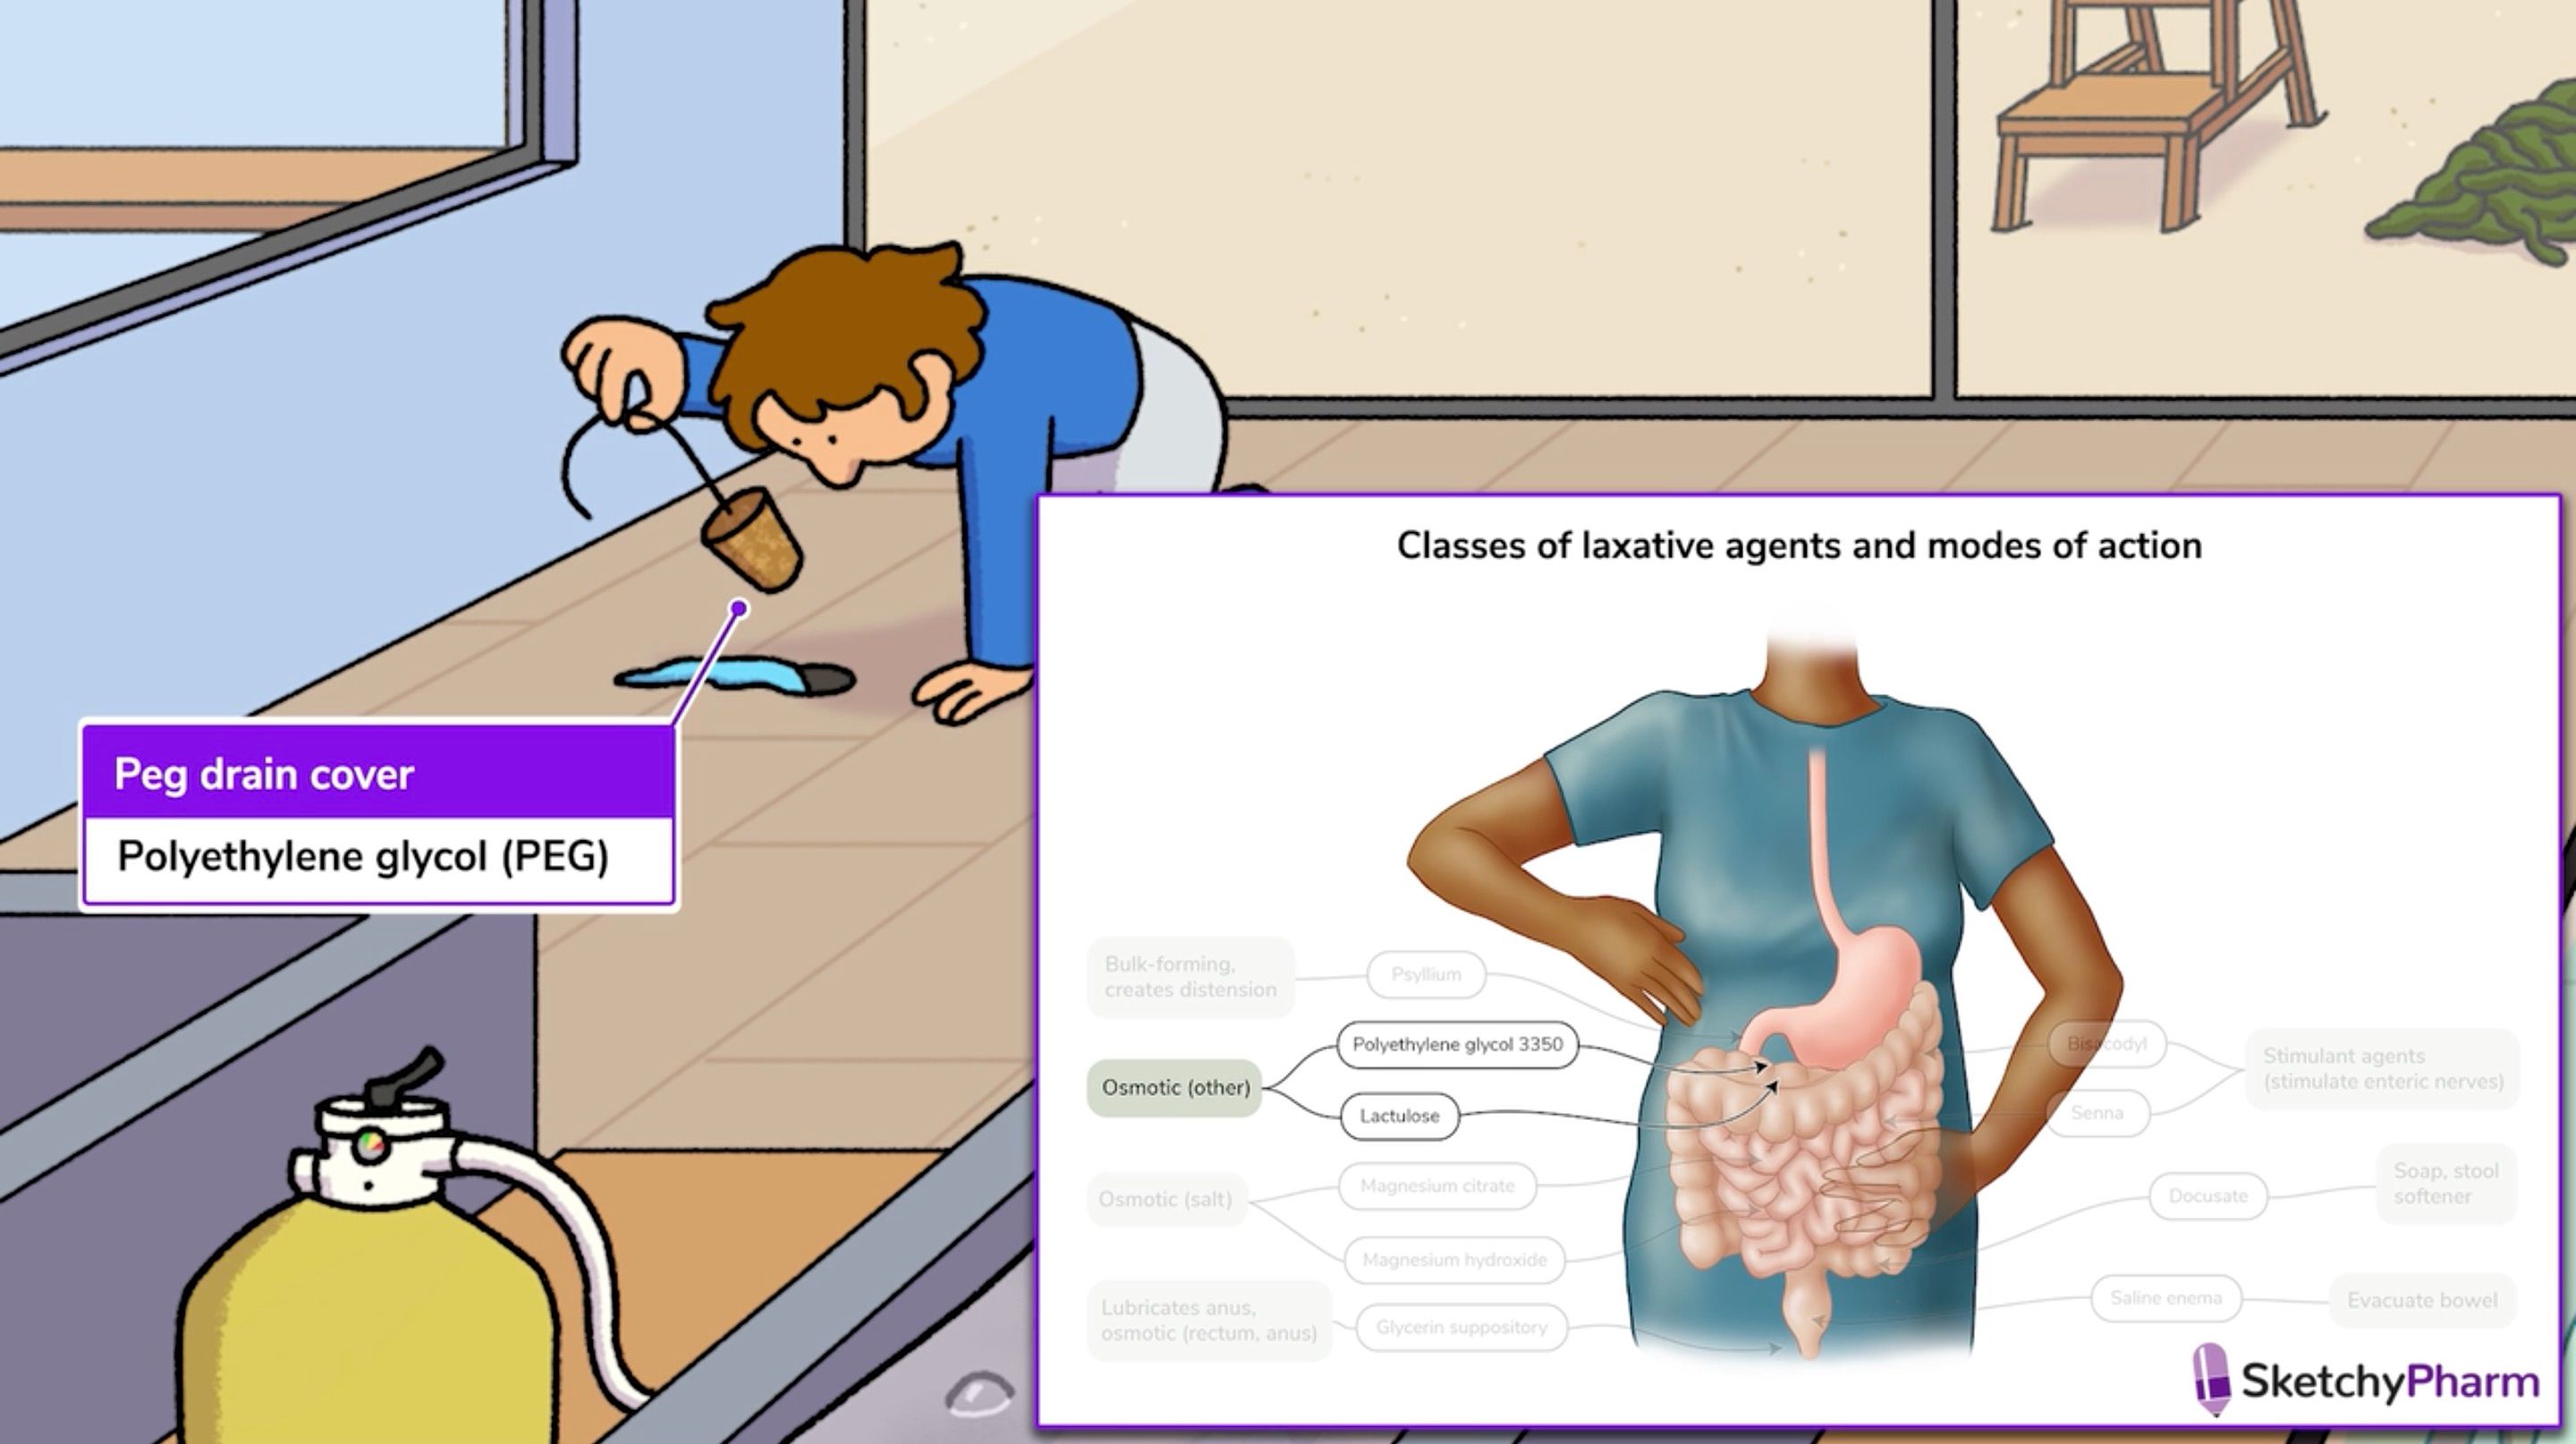 Peg drain cover
Polyethylene glycol (PEG)
Classes of laxative agents and modes of action
Bulk-forming,
creates distension
Psyllium
Polyethylene glycol 3350
Osmotic (other)
Lactulose
Osmotic (salt)
Magnesium citrate
Magnesium hydroxide
Lubricates anus,
osmotic (rectum, anus)
Glycerin suppository
Bisacodyl
Stimulant agents
(stimulate enteric nerves)
Senna
Docusate
Soap, stool
softener
Saline enema
Evacuate bowel
SketchyPharm